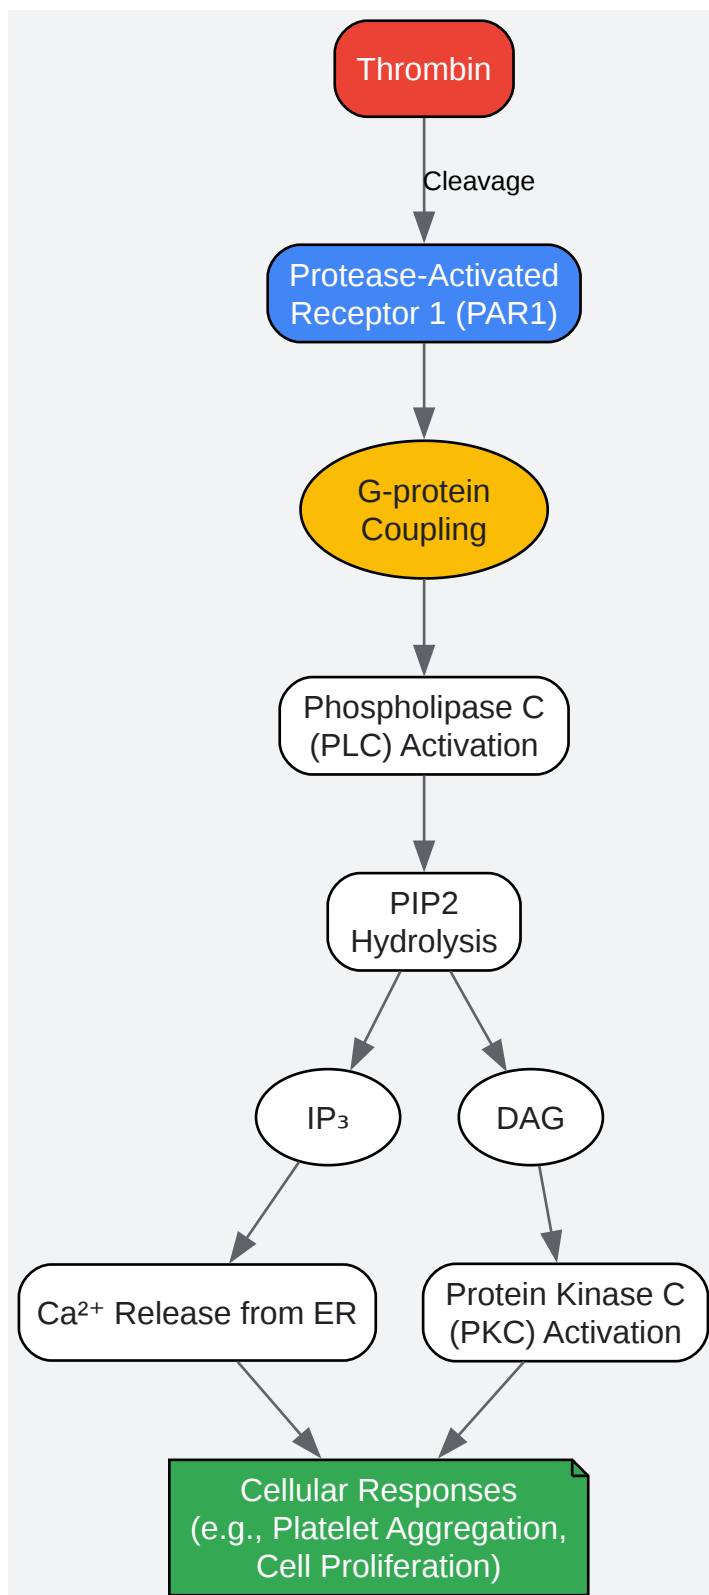 Thrombin
Cleavage
Protease-Activated
Receptor 1 (PAR1)
G-protein
Coupling
Phospholipase C
(PLC) Activation
PIP2
Hydrolysis
IP₃
DAG
Ca²⁺ Release from ER
Protein Kinase C
(PKC) Activation
Cellular Responses
(e.g., Platelet Aggregation,
Cell Proliferation)